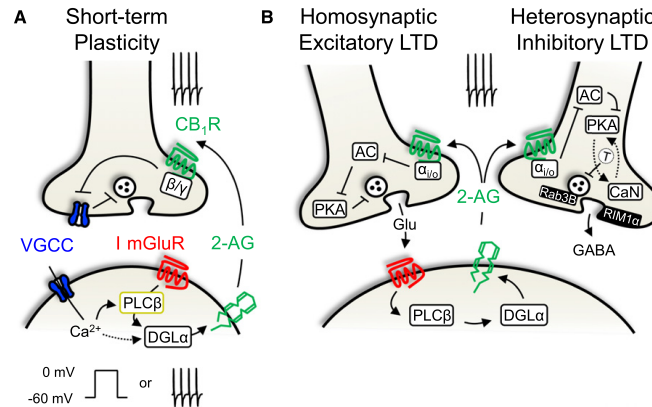 A
Short-term
Plasticity
CB1R
β/γ
VGCC
I mGluR
2-AG
PLCβ
Ca2+
DGLα
0 mV
-60 mV
or
B
Homosynaptic
Excitatory LTD
Heterosynaptic
Inhibitory LTD
AC
αi/o
PKA
Glu
2-AG
AC
PKA
αi/o
T
CaN
Rab3B
RIM1α
GABA
PLCβ
DGLα